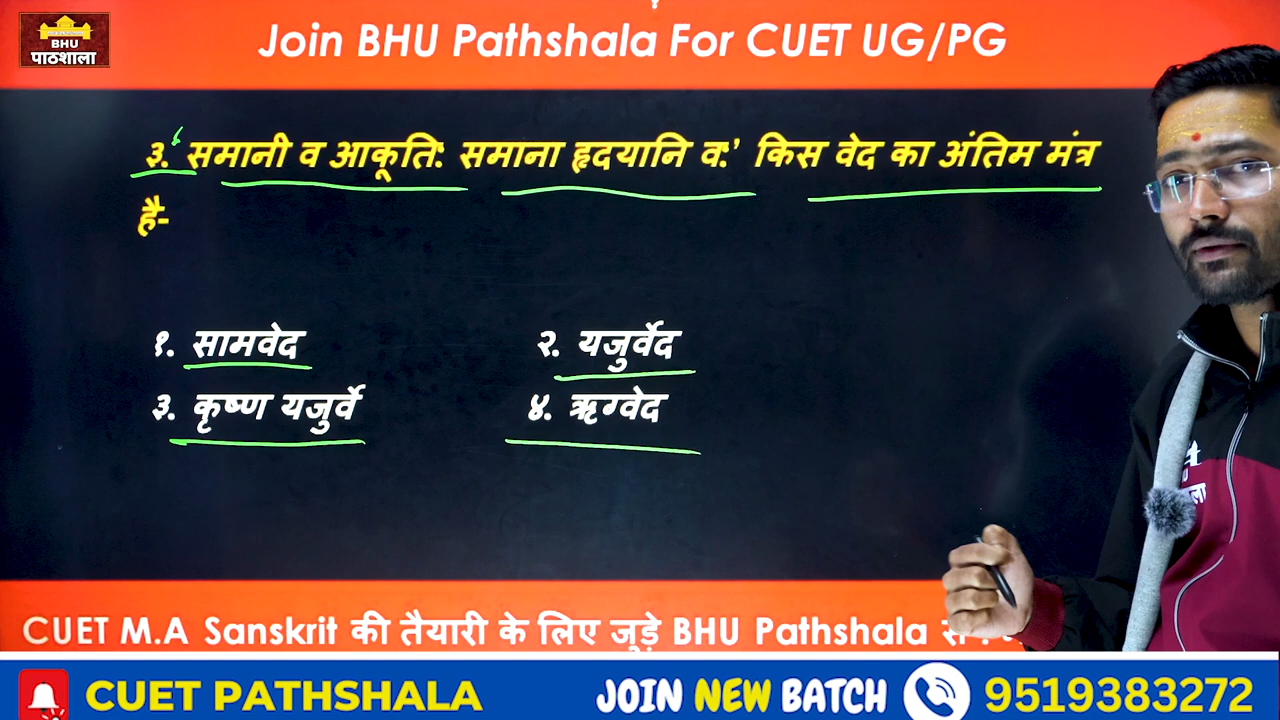 BHU
पाठशाला
Join BHU Pathshala For CUET UG/PG
३. समानी व आकूतिः समाना हृदयानि वः’ किस वेद का अंतिम मंत्र
है-
१. सामवेद २. यजुर्वेद
३. कृष्ण यजुर्वे ४. ऋग्वेद
CUET M.A Sanskrit की तैयारी के लिए जुड़े BHU Pathshala
CUET PATHSHALA JOIN NEW BATCH 9519383272